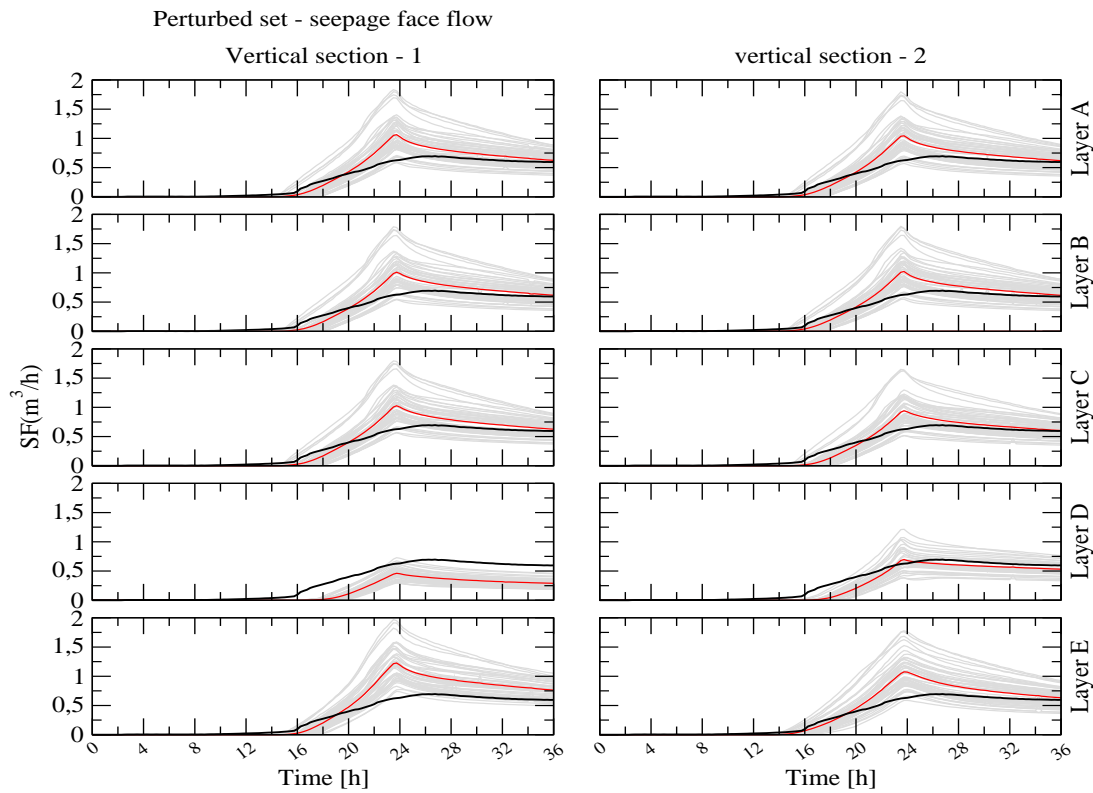 Perturbed set - seepage face flow
Vertical section - 1
vertical section - 2
2
1,5
1
0,5
0
Layer A
2
1,5
1
0,5
0
Layer B
2
1,5
1
0,5
0
Layer C
SF(m³/h)
2
1,5
1
0,5
0
Layer D
2
1,5
1
0,5
0
Layer E
0 4 8 12 16 20 24 28 32 36
0 4 8 12 16 20 24 28 32 36
Time [h]
Time [h]